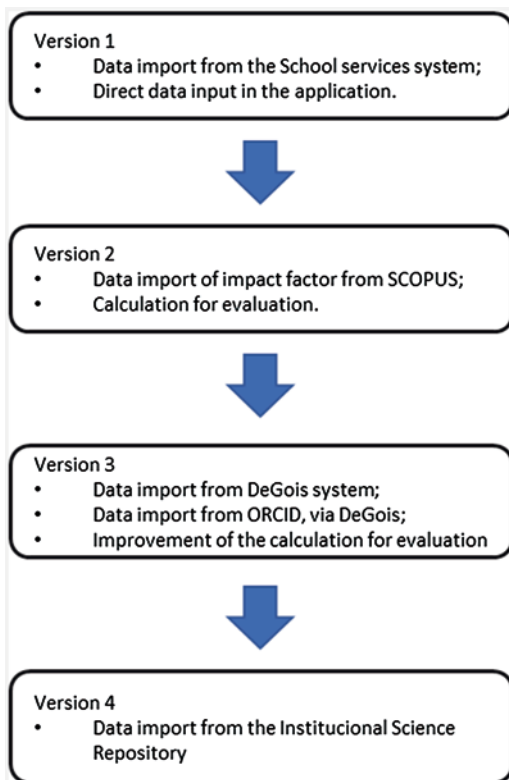 Version 1
• Data import from the School services system;
• Direct data input in the application.
Version 2
• Data import of impact factor from SCOPUS;
• Calculation for evaluation.
Version 3
• Data import from DeGois system;
• Data import from ORCID, via DeGois;
• Improvement of the calculation for evaluation
Version 4
• Data import from the Institucional Science
Repository